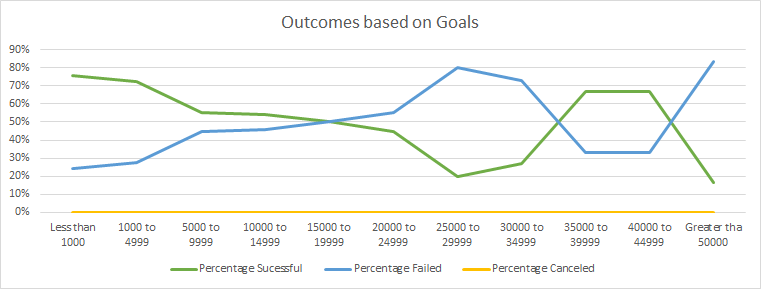 Outcomes based on Goals
90%
80%
70%
60%
50%
40%
30%
20%
10%
0%
Less than 1000 to 5000 to 10000 to 15000 to 20000 to 25000 to 30000 to 35000 to 40000 to Greater tha
1000 4999 9999 14999 19999 24999 29999 34999 39999 44999 50000
Percentage Sucessful Percentage Failed Percentage Canceled